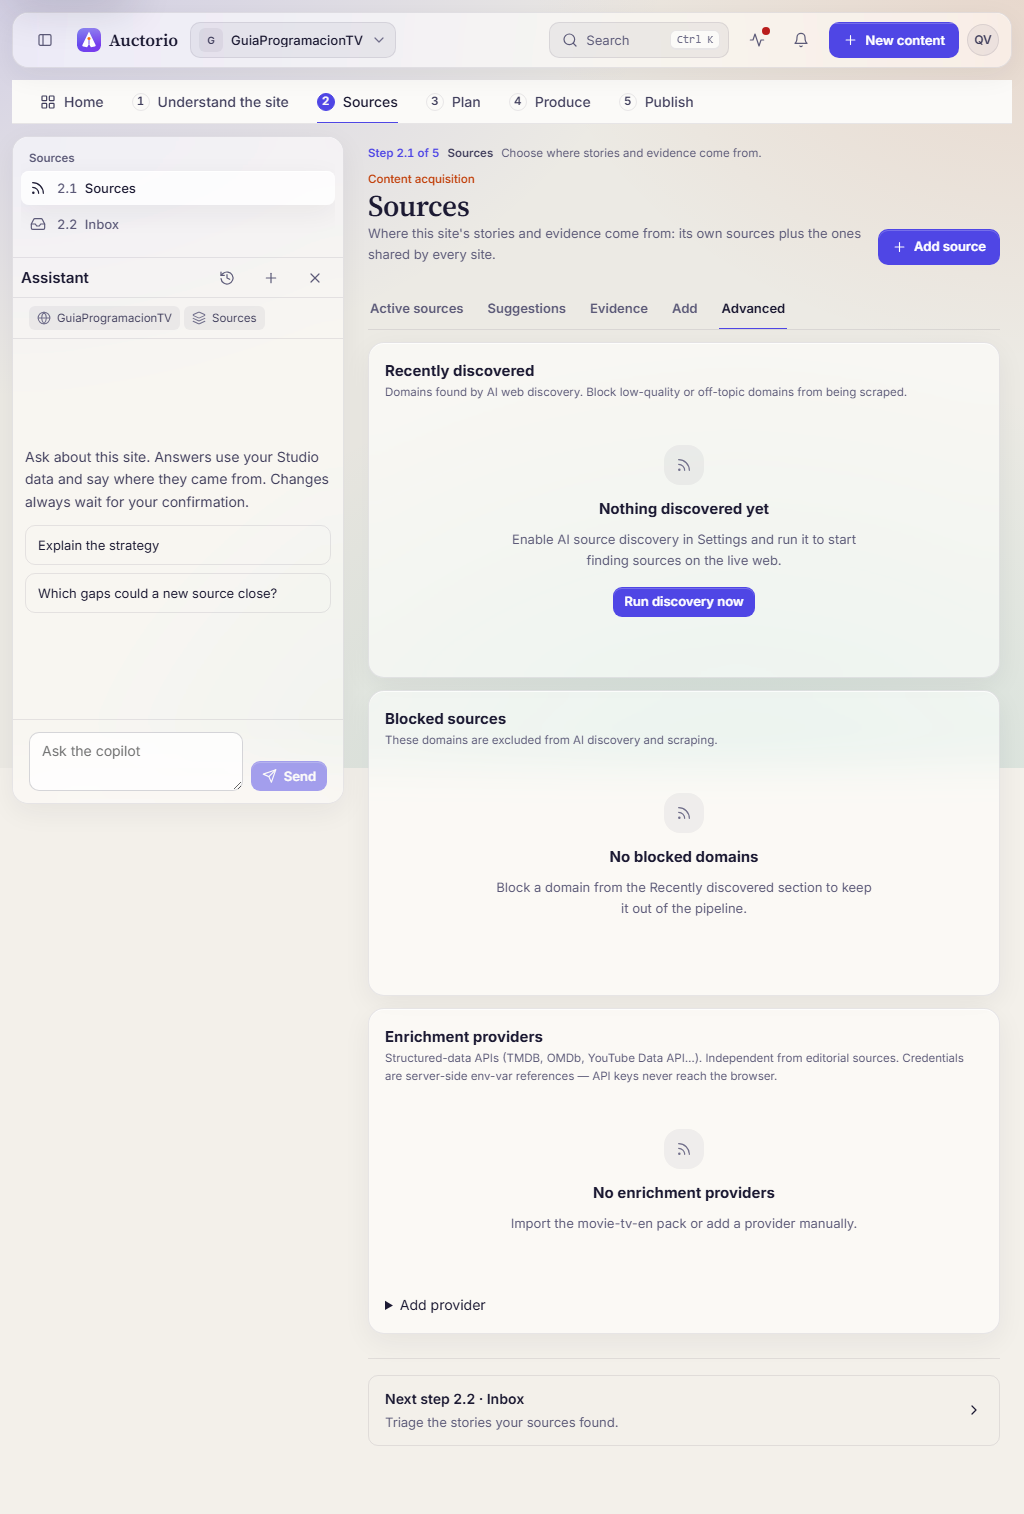 Auctorio
G GuiaProgramacionTV
Search Ctrl K
New content
QV
Home
1 Understand the site
2 Sources
3 Plan
4 Produce
5 Publish
Sources
2.1 Sources
2.2 Inbox
Assistant
GuiaProgramacionTV
Sources
Ask about this site. Answers use your Studio
data and say where they came from. Changes
always wait for your confirmation.
Explain the strategy
Which gaps could a new source close?
Ask the copilot
Send
Step 2.1 of 5 Sources Choose where stories and evidence come from.
Content acquisition
Sources
Where this site's stories and evidence come from: its own sources plus the ones
shared by every site.
Add source
Active sources
Suggestions
Evidence
Add
Advanced
Recently discovered
Domains found by AI web discovery. Block low-quality or off-topic domains from being scraped.
Nothing discovered yet
Enable AI source discovery in Settings and run it to start
finding sources on the live web.
Run discovery now
Blocked sources
These domains are excluded from AI discovery and scraping.
No blocked domains
Block a domain from the Recently discovered section to keep
it out of the pipeline.
Enrichment providers
Structured-data APIs (TMDB, OMDb, YouTube Data API...). Independent from editorial sources. Credentials
are server-side env-var references — API keys never reach the browser.
No enrichment providers
Import the movie-tv-en pack or add a provider manually.
Add provider
Next step 2.2 · Inbox
Triage the stories your sources found.